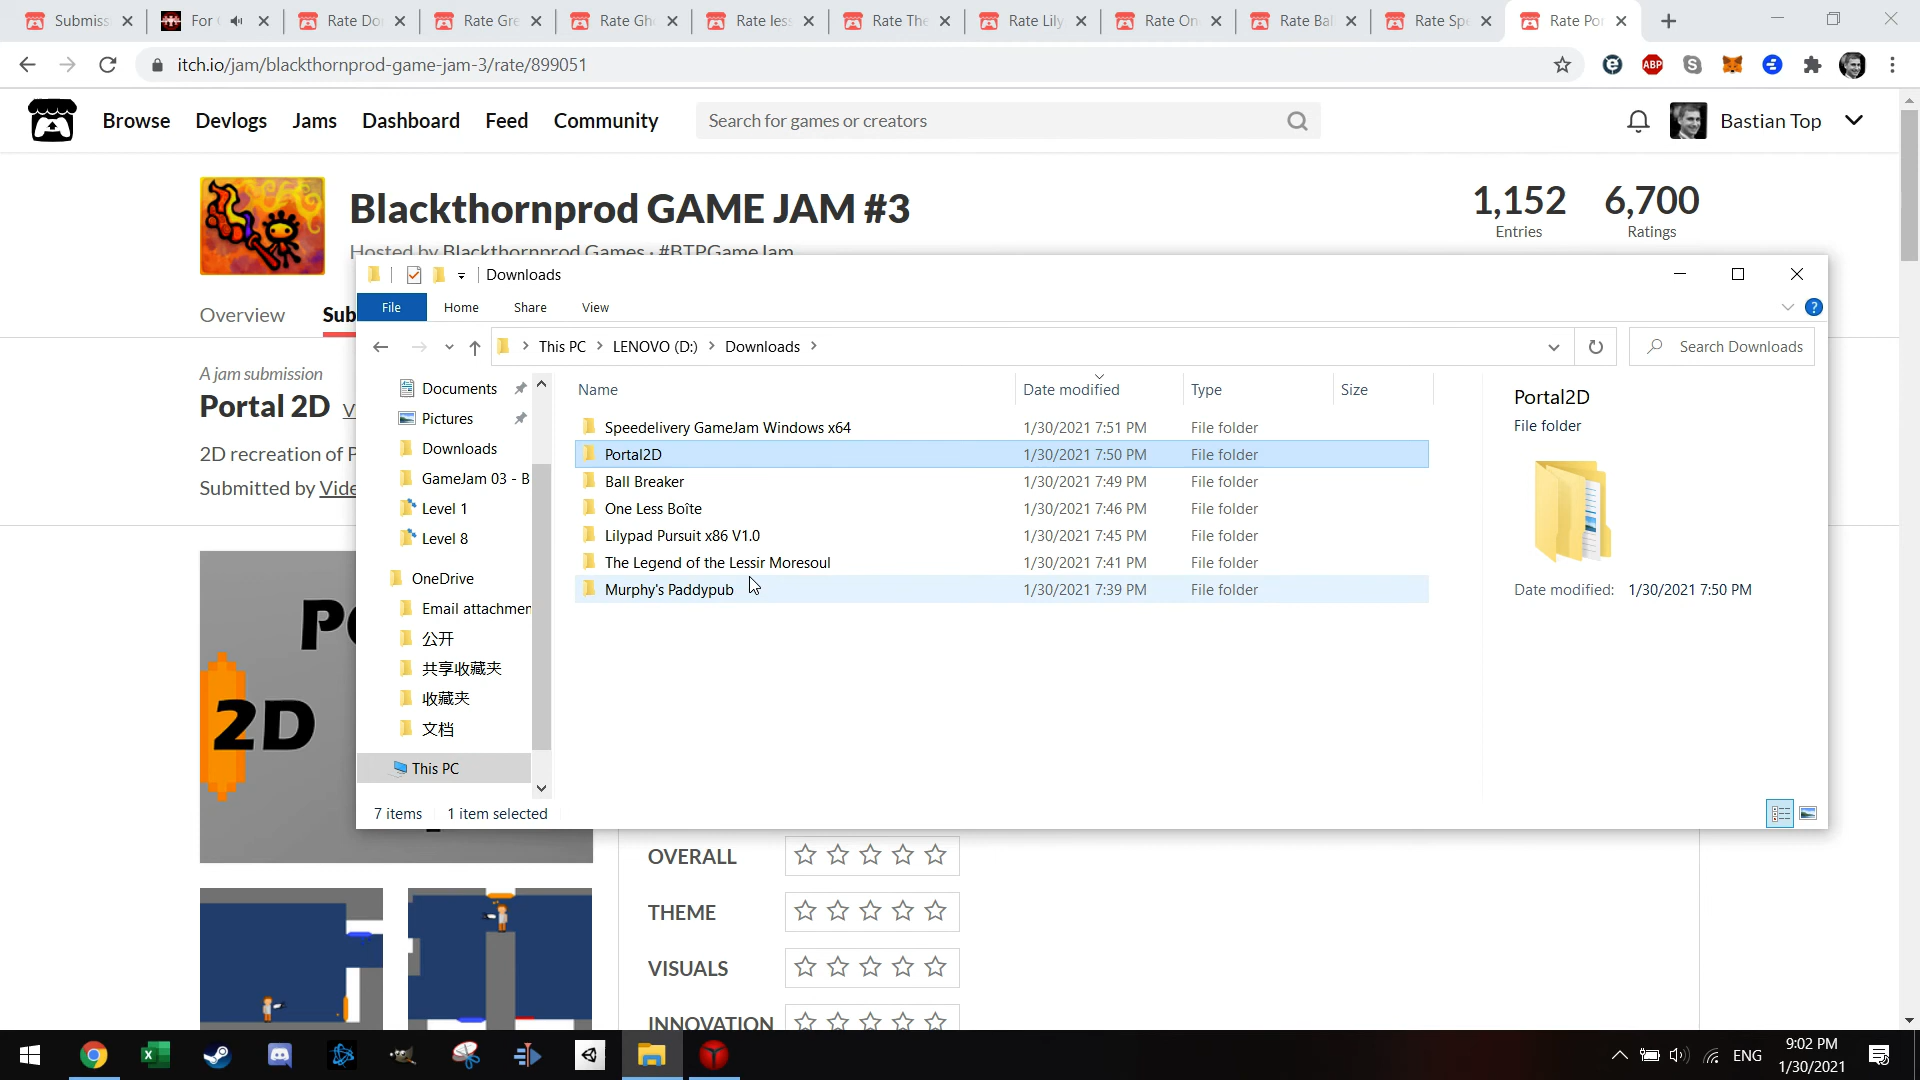 Submiss
For
Rate Do
Rate Gre
Rate Gh
Rate les
Rate The
Rate Lily
Rate On
Rate Bal
Rate Spe
Rate Por
itch.io/jam/blackthornprod-game-jam-3/rate/899051
ABP
Browse Devlogs Jams Dashboard Feed Community
Search for games or creators
Bastian Top
Blackthornprod GAME JAM #3
1,152 6,700
Entries Ratings
Hosted by Blackthornprod Games · #BTPGameJam
Overview Sub
A jam submission
Portal 2D V
2D recreation of P
Submitted by Vide
2D
Downloads
File Home Share View
This PC LENOVO (D:) Downloads
Search Downloads
Documents
Pictures
Downloads
GameJam 03 - B
Level 1
Level 8
OneDrive
Email attachmen
公开
共享收藏夹
收藏夹
文档
This PC
Name Date modified Type Size
Speedelivery GameJam Windows x64 1/30/2021 7:51 PM File folder
Portal2D 1/30/2021 7:50 PM File folder
Ball Breaker 1/30/2021 7:49 PM File folder
One Less Boîte 1/30/2021 7:46 PM File folder
Lilypad Pursuit x86 V1.0 1/30/2021 7:45 PM File folder
The Legend of the Lessir Moresoul 1/30/2021 7:41 PM File folder
Murphy's Paddypub 1/30/2021 7:39 PM File folder
Portal2D
File folder
Date modified: 1/30/2021 7:50 PM
7 items 1 item selected
OVERALL
THEME
VISUALS
INNOVATION
ENG
9:02 PM
1/30/2021